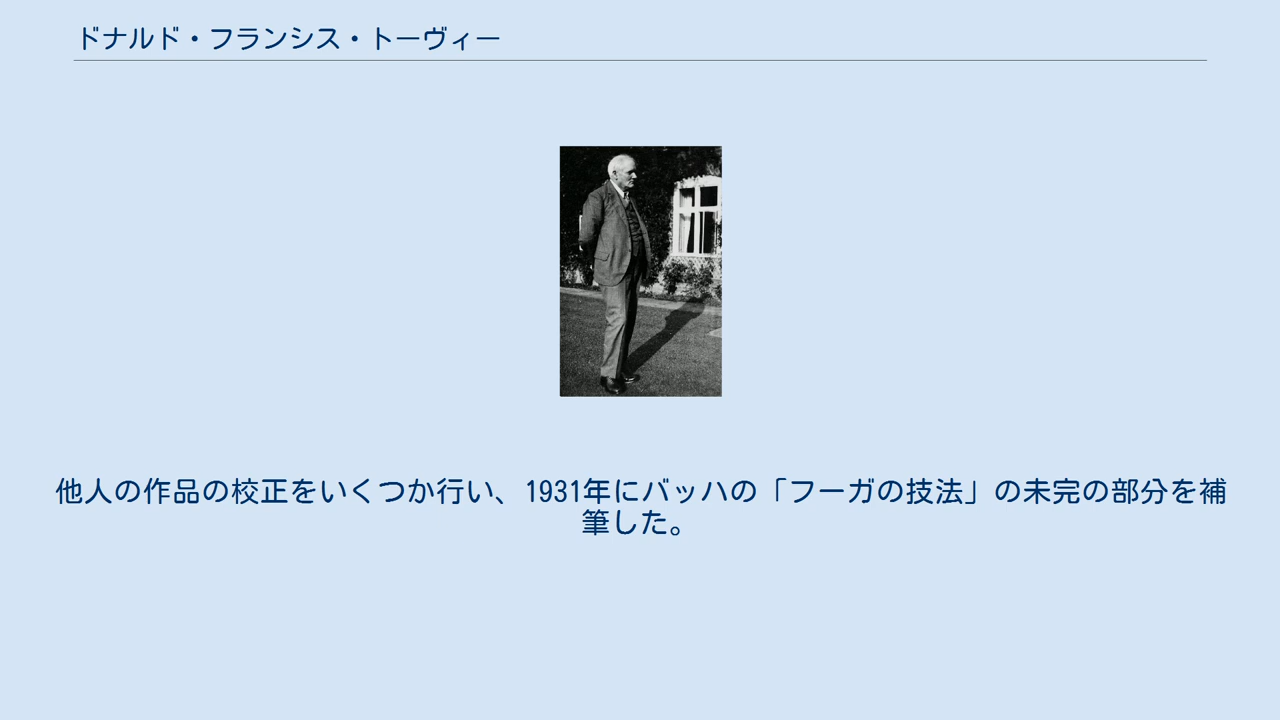 ドナルド・フランシス・トーヴィー
他人の作品の校正をいくつか行い、1931年にバッハの「フーガの技法」の未完の部分を補
筆した。